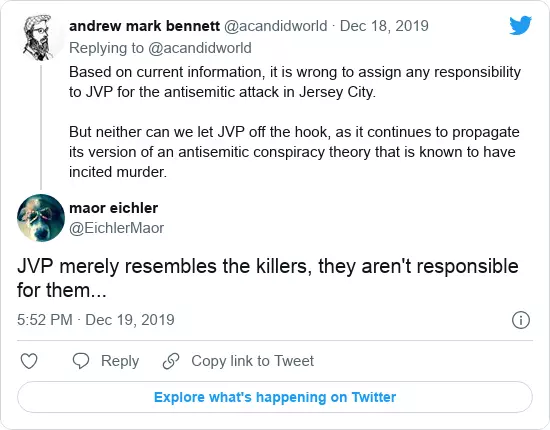 andrew mark bennett @acandidworld · Dec 18, 2019
Replying to @acandidworld
Based on current information, it is wrong to assign any responsibility
to JVP for the antisemitic attack in Jersey City.
But neither can we let JVP off the hook, as it continues to propagate
its version of an antisemitic conspiracy theory that is known to have
incited murder.
maor eichler
@EichlerMaor
JVP merely resembles the killers, they aren't responsible
for them...
5:52 PM · Dec 19, 2019
Reply
Copy link to Tweet
Explore what's happening on Twitter